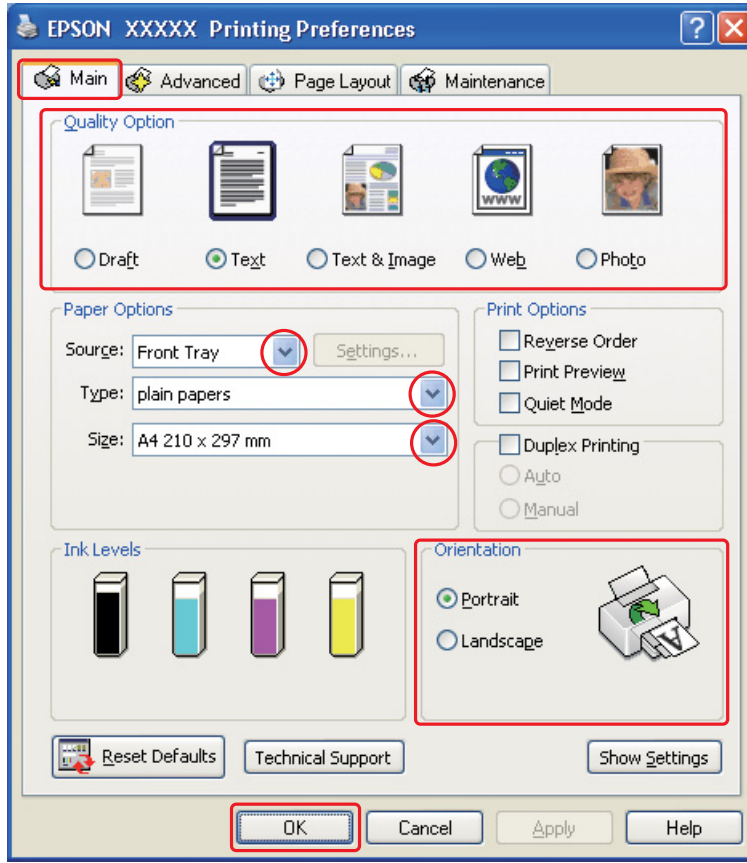 EPSON XXXXX Printing Preferences
Main Advanced Page Layout Maintenance
Quality Option
WWW
Draft Text Text & Image Web Photo
Paper Options
Source: Front Tray Settings...
Type: plain papers
Size: A4 210 x 297 mm
Print Options
Reverse Order
Print Preview
Quiet Mode
Duplex Printing
Auto
Manual
Ink Levels
Orientation
Portrait
Landscape
A
Reset Defaults Technical Support Show Settings
OK Cancel Apply Help